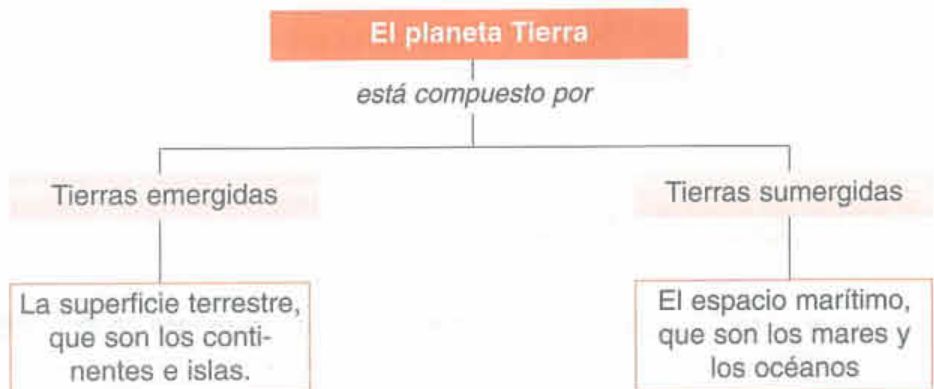 El planeta Tierra
está compuesto por
Tierras emergidas
Tierras sumergidas
La superficie terrestre,
que son los conti-
nentes e islas.
El espacio marítimo,
que son los mares y
los océanos